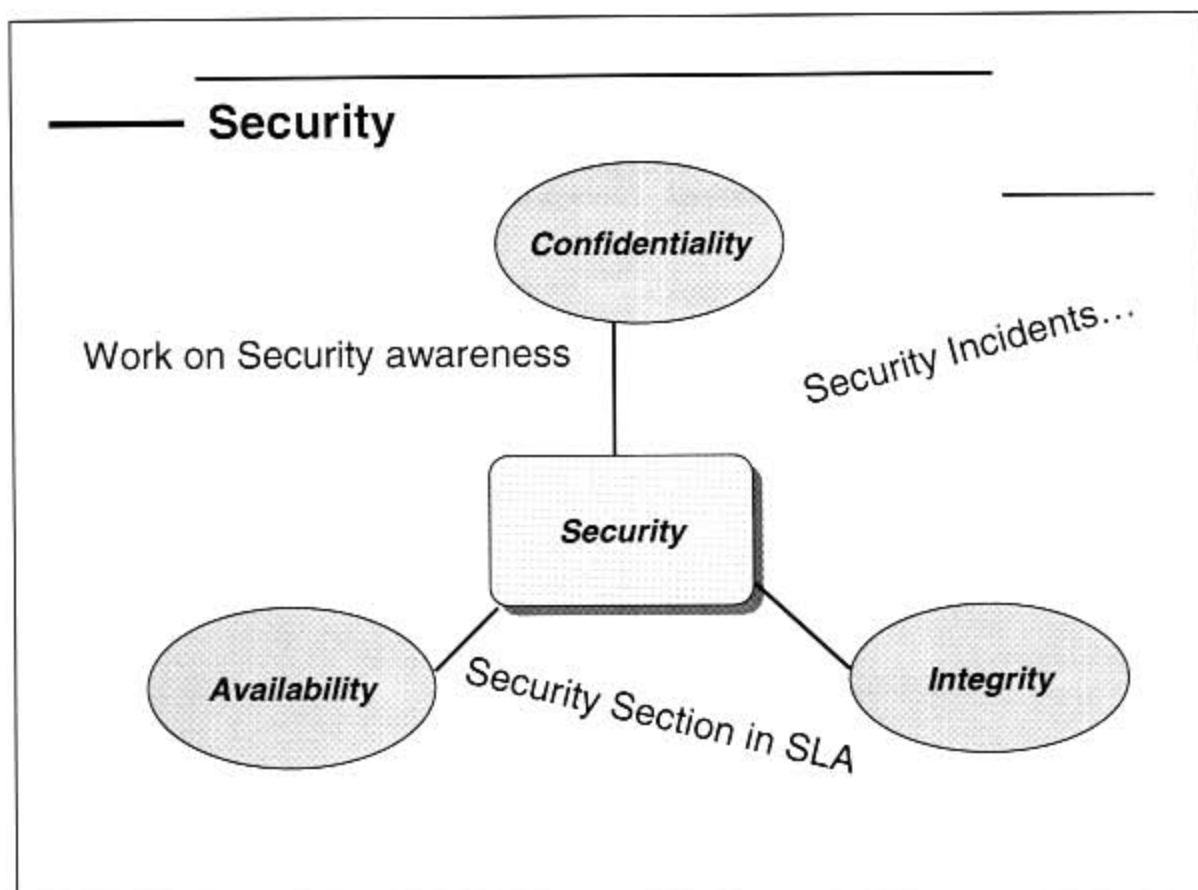 Security
Confidentiality
Work on Security awareness
Security Incidents…
Security
Availability
Security Section in SLA
Integrity